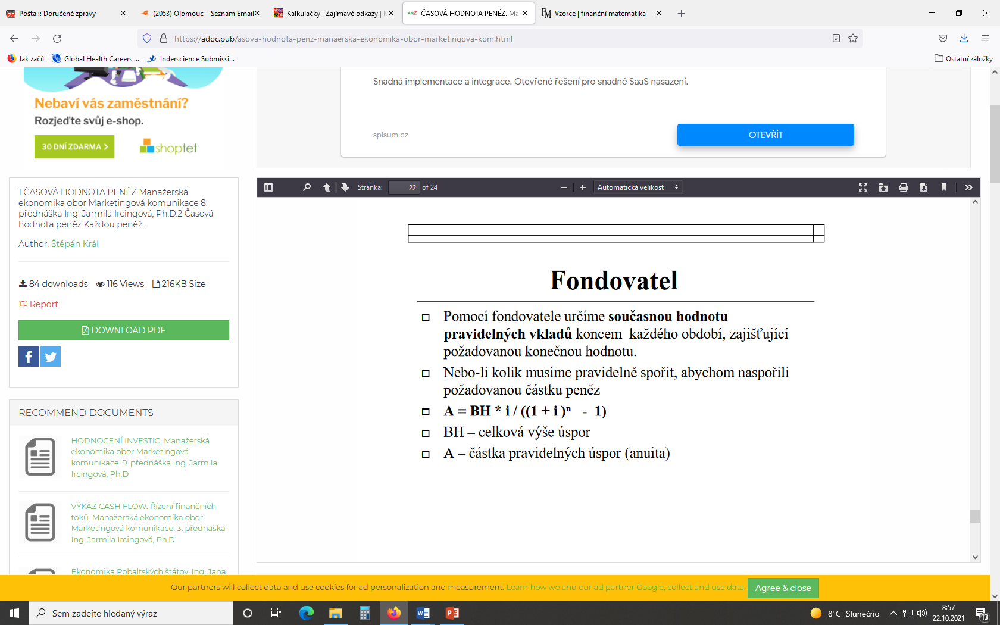 Pošta :: Doručené zprávy
(2053) Olomouc – Seznam Email
Kalkulačky | Zajímavé odkazy |
ČASOVÁ HODNOTA PENĚZ. Ma
Vzorce | finanční matematika
https://adoc.pub/asova-hodnota-penz-manaerska-ekonomika-obor-marketingova-kom.html
Jak začít
Global Health Careers ...
Inderscience Submissi...
Ostatní záložky
Nebaví vás zaměstnání?
Rozjeďte svůj e-shop.
30 DNÍ ZDARMA
shoptet
Snadná implementace a integrace. Otevřené řešení pro snadné SaaS nasazení.
spisum.cz
OTEVŘÍT
1 ČASOVÁ HODNOTA PENĚZ Manažerská
ekonomika obor Marketingová komunikace 8.
přednáška Ing. Jarmila Ircingová, Ph.D.2 Časová
hodnota peněz Každou peněž...
Author: Štěpán Král
84 downloads 116 Views 216KB Size
Report
DOWNLOAD PDF
RECOMMEND DOCUMENTS
HODNOCENÍ INVESTIC. Manažerská
ekonomika obor Marketingová
komunikace. 9. přednáška Ing. Jarmila
Ircingová, Ph.D
VÝKAZ CASH FLOW. Řízení finančních
toků. Manažerská ekonomika obor
Marketingová komunikace. 3. přednáška
Ing. Jarmila Ircingová, Ph.D
Ekonomika Pobaltských států. Ing. Jana
Stránka: 22 of 24
Automatická velikost
Fondovatel
Pomocí fondovatele určíme současnou hodnotu
pravidelných vkladů koncem každého období, zajišťující
požadovanou konečnou hodnotu.
Nebo-li kolik musíme pravidelně spořit, abychom naspořili
požadovanou částku peněz
A = BH * i / ((1 + i )ⁿ - 1)
BH – celková výše úspor
A – částka pravidelných úspor (anuita)
Our partners will collect data and use cookies for ad personalization and measurement. Learn how we and our ad partner Google, collect and use data.
Agree & close
Sem zadejte hledaný výraz
8°C Slunečno
8:57
22.10.2021
13